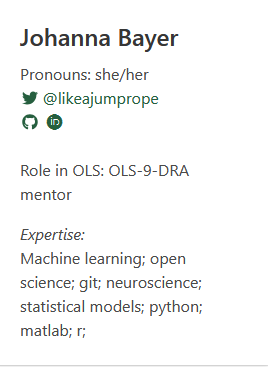 Johanna Bayer
Pronouns: she/her
@likeajumprope
iD
Role in OLS: OLS-9-DRA
mentor
Expertise:
Machine learning; open
science; git; neuroscience;
statistical models; python;
matlab; r;